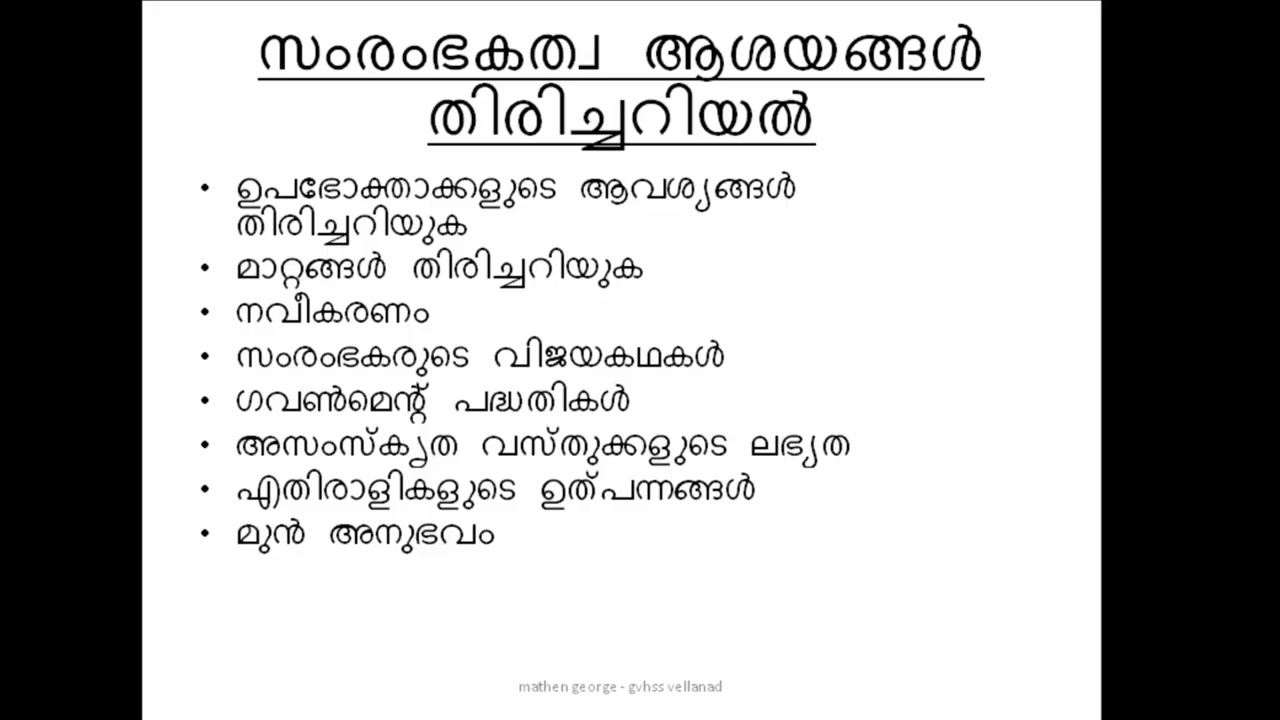 സംരംഭകത്വ ആശയങ്ങൾ
തിരിച്ചറിയൽ
• ഉപഭോക്താക്കളുടെ ആവശ്യങ്ങൾ
തിരിച്ചറിയുക
• മാറ്റങ്ങൾ തിരിച്ചറിയുക
• നവീകരണം
• സംരംഭകരുടെ വിജയകഥകൾ
• ഗവൺമെന്റ് പദ്ധതികൾ
• അസംസ്കൃത വസ്തുക്കളുടെ ലഭ്യത
• എതിരാളികളുടെ ഉത്പന്നങ്ങൾ
• മുൻ അനുഭവം
mathen george - gvhss vellanad